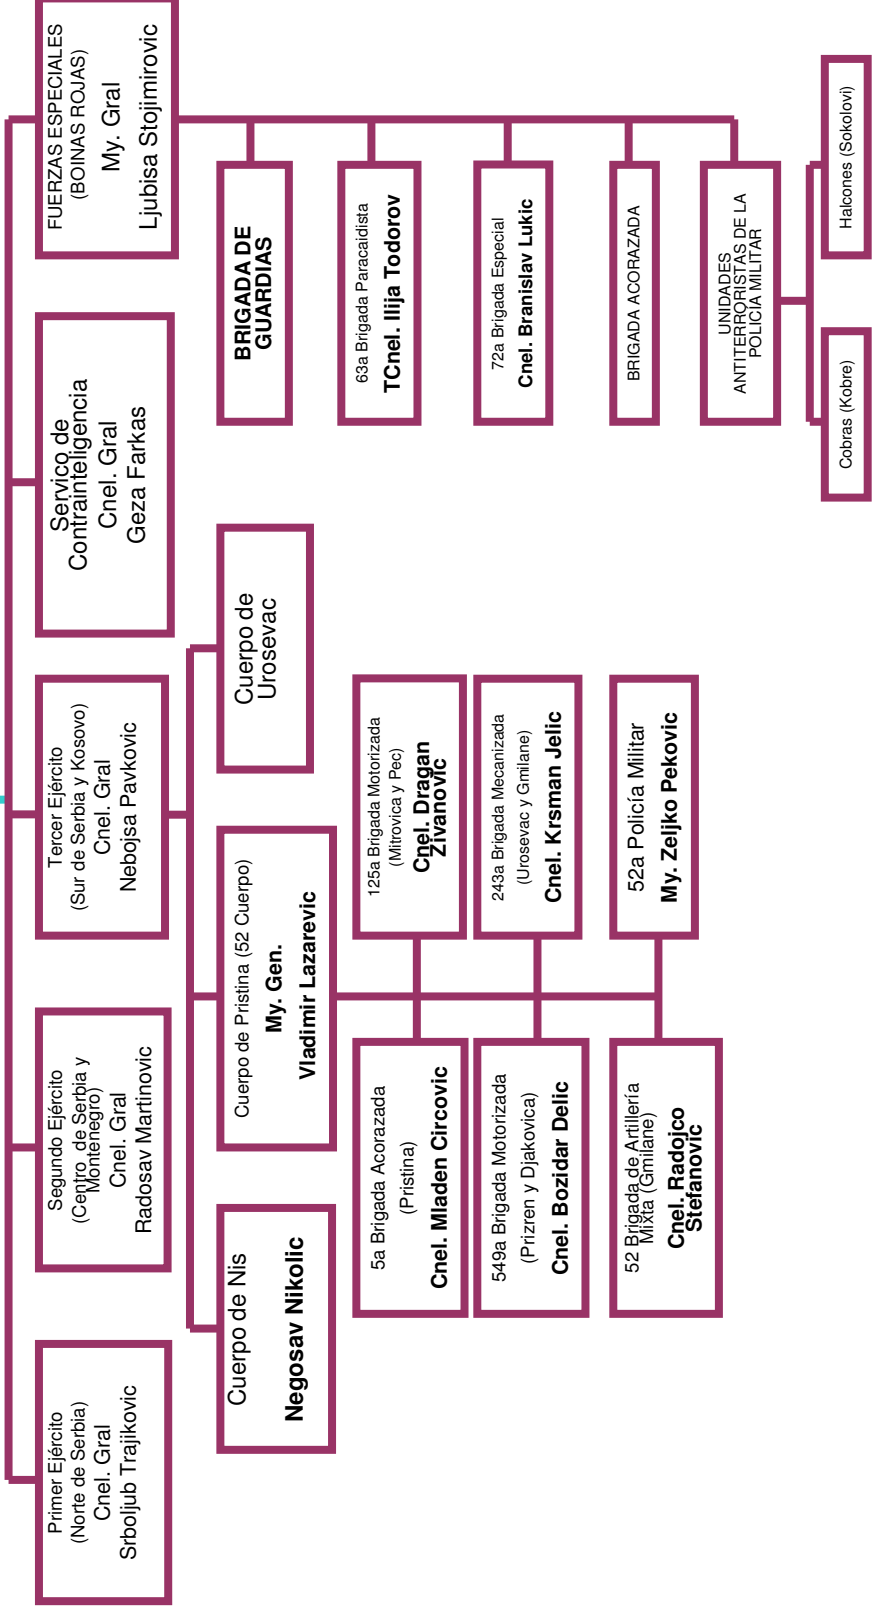 Primer Ejército
(Norte de Serbia)
Cnel. Gral
Srboljub Trajikovic
Segundo Ejército
(Centro de Serbia y
Montenegro)
Cnel. Gral
Radosav Martinovic
Tercer Ejército
(Sur de Serbia y Kosovo)
Cnel. Gral
Nebojsa Pavkovic
Servico de
Contrainteligencia
Cnel. Gral
Geza Farkas
FUERZAS ESPECIALES
(BOINAS ROJAS)
My. Gral
Ljubisa Stojimirovic
Cuerpo de Nis
Negosav Nikolic
Cuerpo de Pristina (52 Cuerpo)
My. Gen.
Vladimir Lazarevic
Cuerpo de
Urosevac
5a Brigada Acorazada
(Pristina)
Cnel. Mladen Circovic
125a Brigada Motorizada
(Mitrovica y Pec)
Cnel. Dragan
Zivanovic
549a Brigada Motorizada
(Prizren y Djakovica)
Cnel. Bozidar Delic
243a Brigada Mecanizada
(Urosevac y Gmilane)
Cnel. Krsman Jelic
52 Brigada de Artillería
Mixta (Gmilane)
Cnel. Radojco
Stefanovic
52a Policía Militar
My. Zeljko Pekovic
BRIGADA DE
GUARDIAS
63a Brigada Paracaidista
TCnel. Ilija Todorov
72a Brigada Especial
Cnel. Branislav Lukic
BRIGADA ACORAZADA
UNIDADES
ANTITERRORISTAS DE LA
POLICÍA MILITAR
Cobras (Kobre)
Halcones (Sokolovi)